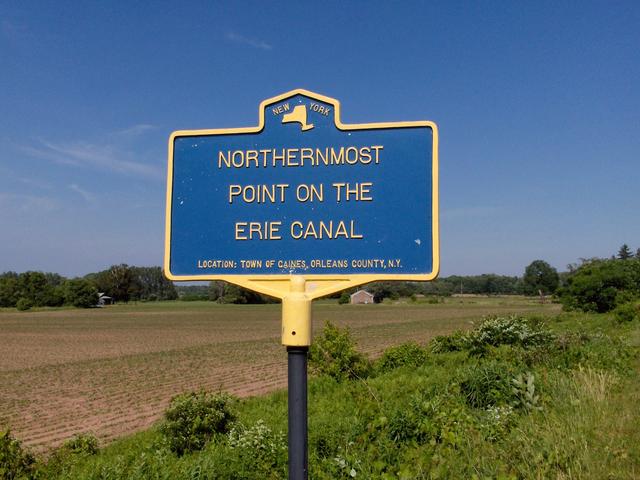 NEW YORK
NORTHERNMOST
POINT ON THE
ERIE CANAL
LOCATION: TOWN OF GAINES, ORLEANS COUNTY, N.Y.